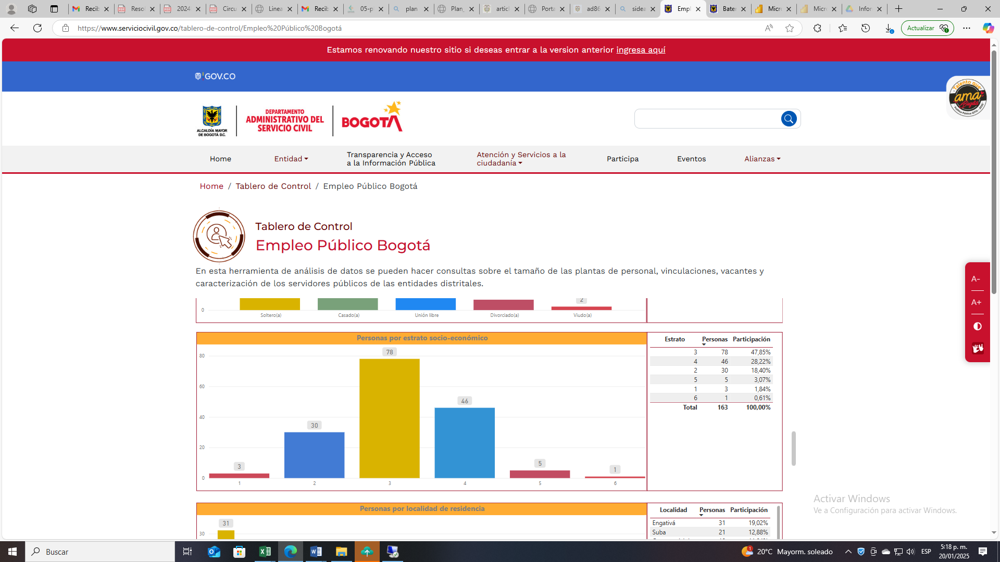 Recib
Resol
2024
Circu
Linea
Recib
05-p
plan
Plan_
articl
Porta
ad86
sidea
Empl
Bater
Micro
Micro
Infor
https://www.serviciocivil.gov.co/tablero-de-control/Empleo%20Público%20Bogotá
Actualizar
Estamos renovando nuestro sitio si deseas entrar a la version anterior ingresa aquí
GOV.CO
Talento que
ama
Bogotá
ALCALDÍA MAYOR
DE BOGOTÁ D.C.
DEPARTAMENTO
ADMINISTRATIVO DEL
SERVICIO CIVIL
BOGOTÁ
Home
Entidad
Transparencia y Acceso
a la Información Pública
Atención y Servicios a la
ciudadanía
Participa
Eventos
Alianzas
Home / Tablero de Control / Empleo Público Bogotá
Tablero de Control
Empleo Público Bogotá
En esta herramienta de análisis de datos se pueden hacer consultas sobre el tamaño de las plantas de personal, vinculaciones, vacantes y
caracterización de los servidores públicos de las entidades distritales.
A-
A+
2
0
Soltero(a) Casado(a) Unión libre Divorciado(a) Viudo(a)
Personas por estrato socio-económico
80
60
40
20
0
3
30
78
46
5
1
1 2 3 4 5 6
Estrato Personas Participación
3 78 47,85%
4 46 28,22%
2 30 18,40%
5 5 3,07%
1 3 1,84%
6 1 0,61%
Total 163 100,00%
Personas por localidad de residencia
31
30
Localidad Personas Participación
Engativá 31 19,02%
Suba 21 12,88%
Activar Windows
Ve a Configuración para activar Windows.
Buscar
1
20°C Mayorm. soleado
ESP
5:18 p. m.
20/01/2025